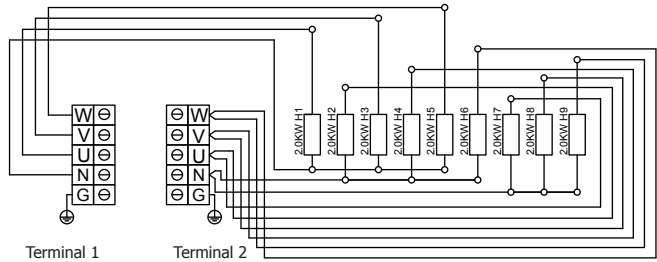 2.0KW H1
2.0KW H2
2.0KW H3
2.0KW H4
2.0KW H5
2.0KW H6
2.0KW H7
2.0KW H8
2.0KW H9
W
V
U
N
G
W
V
U
N
G
Terminal 1
Terminal 2